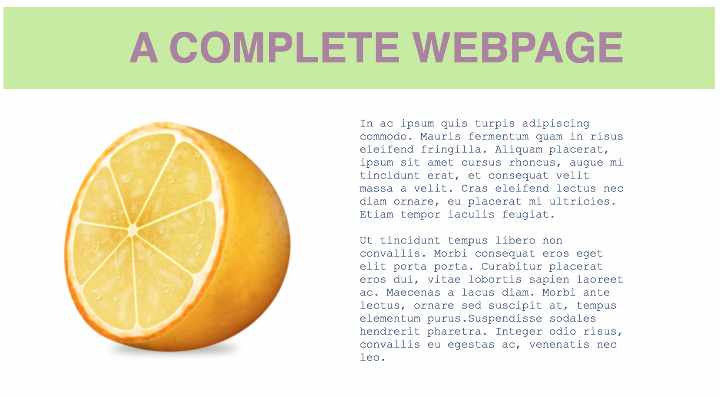 A COMPLETE WEBPAGE
In ac ipsum quis turpis adipiscing
commodo. Mauris fermentum quam in risus
eleifend fringilla. Aliquam placerat,
ipsum sit amet cursus rhoncus, augue mi
tincidunt erat, et consequat velit
massa a velit. Cras eleifend lectus nec
diam ornare, eu placerat mi ultricies.
Etiam tempor iaculis feugiat.
Ut tincidunt tempus libero non
convallis. Morbi consequat eros eget
elit porta porta. Curabitur placerat
eros dui, vitae lobortis sapien laoreet
ac. Maecenas a lacus diam. Morbi ante
lectus, ornare sed suscipit at, tempus
elementum purus.Suspendisse sodales
hendrerit pharetra. Integer odio risus,
convallis eu egestas ac, venenatis nec
leo.